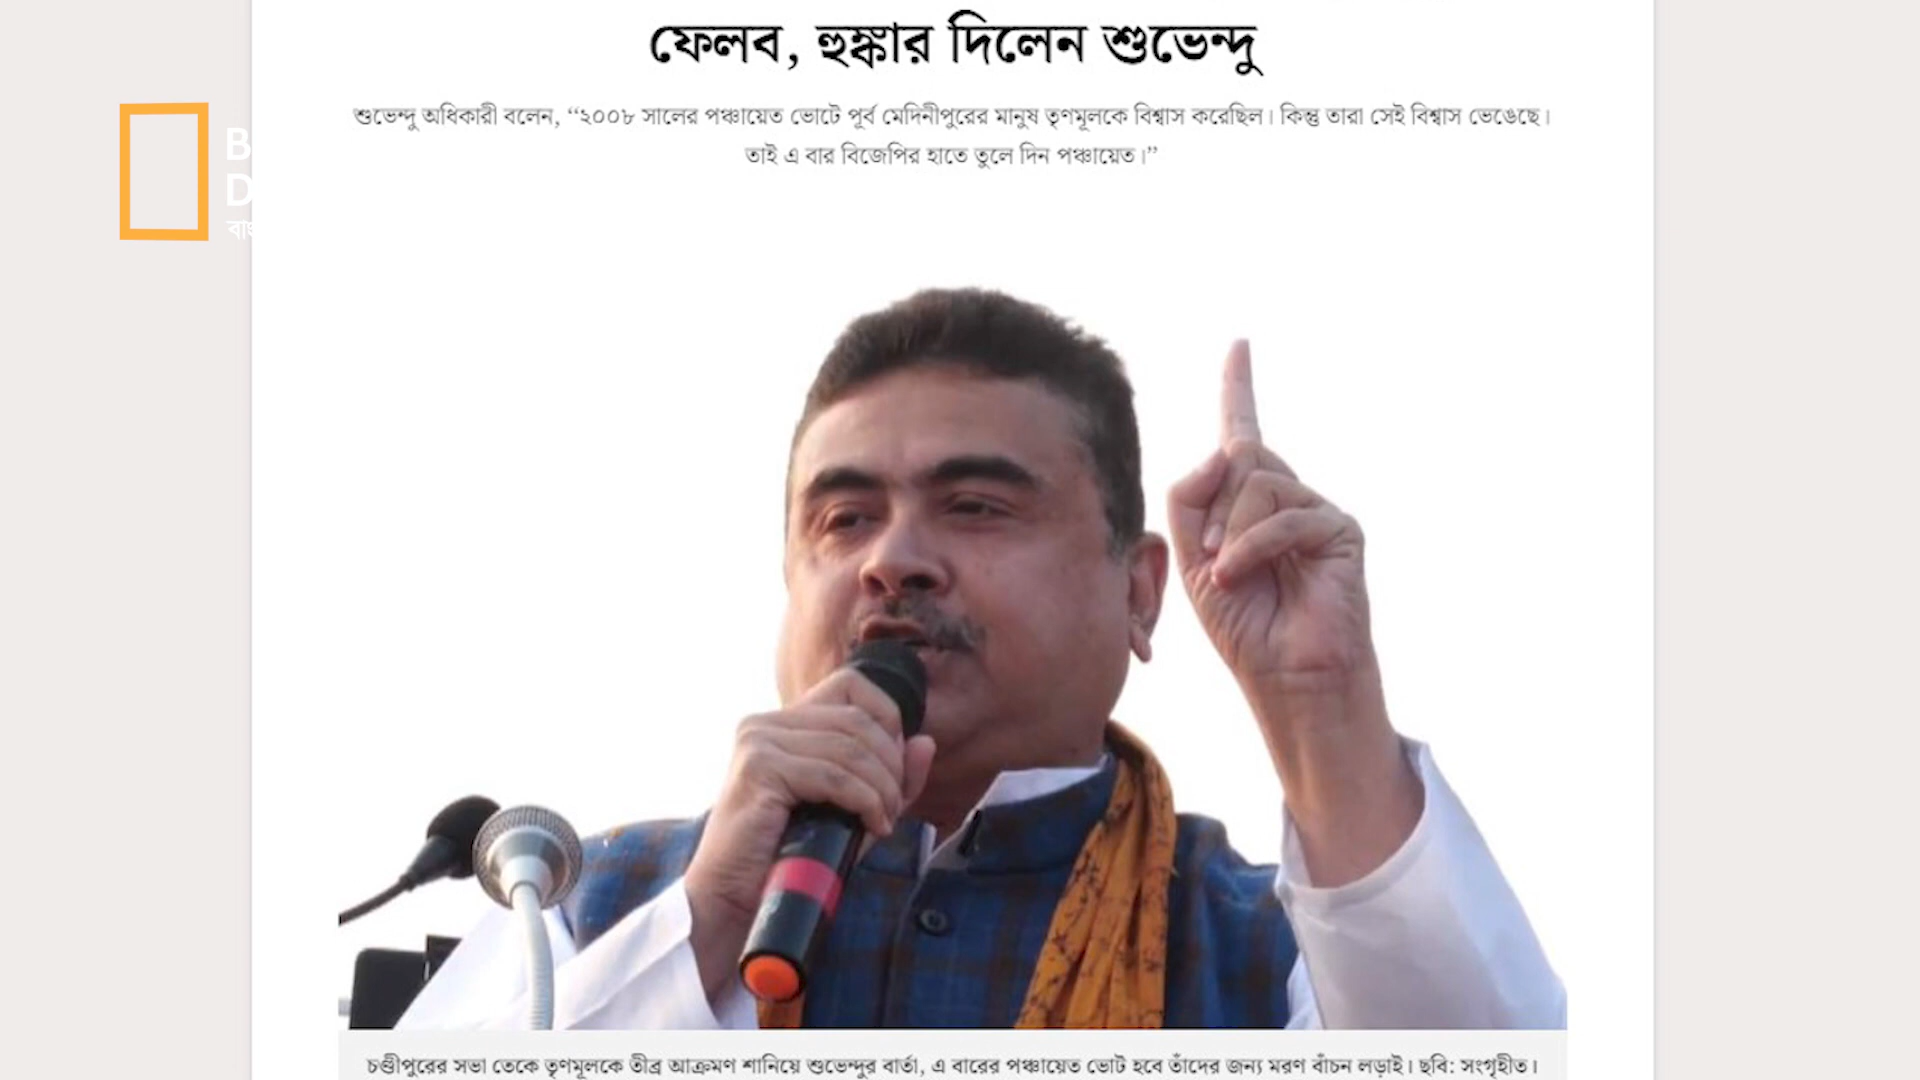 ফেলব, হুঙ্কার দিলেন শুভেন্দু
শুভেন্দু অধিকারী বলেন, “২০০৮ সালের পঞ্চায়েত ভোটে পূর্ব মেদিনীপুরের মানুষ তৃণমূলকে বিশ্বাস করেছিল। কিন্তু তারা সেই বিশ্বাস ভেঙেছে।
তাই এ বার বিজেপির হাতে তুলে দিন পঞ্চায়েত।”
B
D
চণ্ডীপুরের সভা তেকে তৃণমূলকে তীব্র আক্রমণ শানিয়ে শুভেন্দুর বার্তা, এ বারের পঞ্চায়েত ভোট হবে তাঁদের জন্য মরণ বাঁচন লড়াই। ছবি: সংগৃহীত।